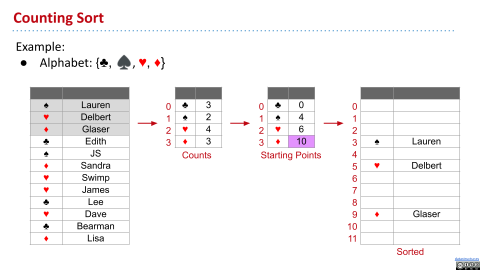 Counting Sort
Example:
● Alphabet: {♣, ♠, ♥, ♦}
♠ Lauren
♥ Delbert
♦ Glaser
♣ Edith
♠ JS
♦ Sandra
♥ Swimp
♥ James
♣ Lee
♥ Dave
♣ Bearman
♦ Lisa
0 ♣ 3
1 ♠ 2
2 ♥ 4
3 ♦ 3
Counts
0 ♣ 0
1 ♠ 4
2 ♥ 6
3 ♦ 10
Starting Points
0
1
2
3 ♠ Lauren
4
5 ♥ Delbert
6
7
8
9 ♦ Glaser
10
11
Sorted